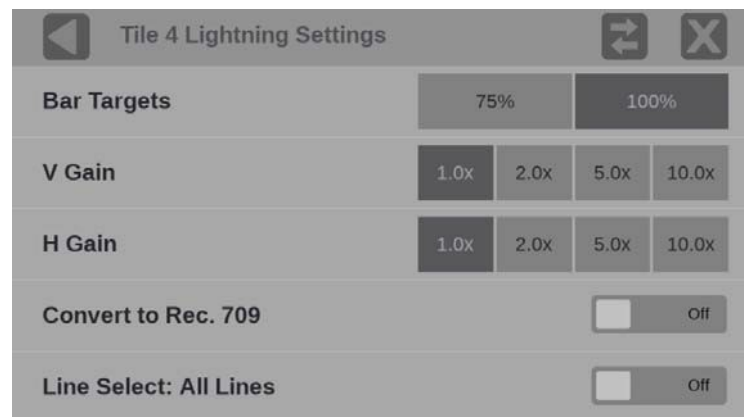 Tile 4 Lightning Settings
Bar Targets 75% 100%
V Gain 1.0x 2.0x 5.0x 10.0x
H Gain 1.0x 2.0x 5.0x 10.0x
Convert to Rec. 709 Off
Line Select: All Lines Off